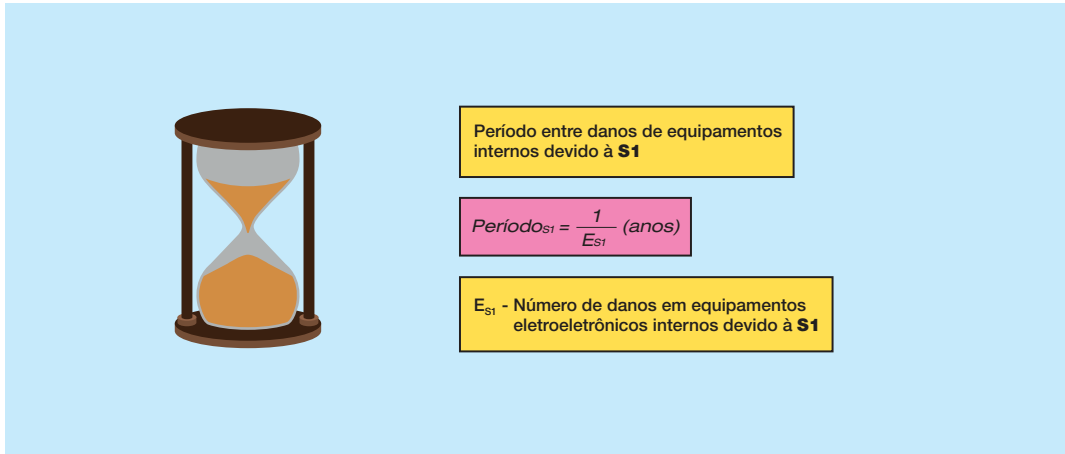 Período entre danos de equipamentos
internos devido à S1
Período_S1 = 1/E_S1 (anos)
E_S1 - Número de danos em equipamentos
eletroeletrônicos internos devido à S1